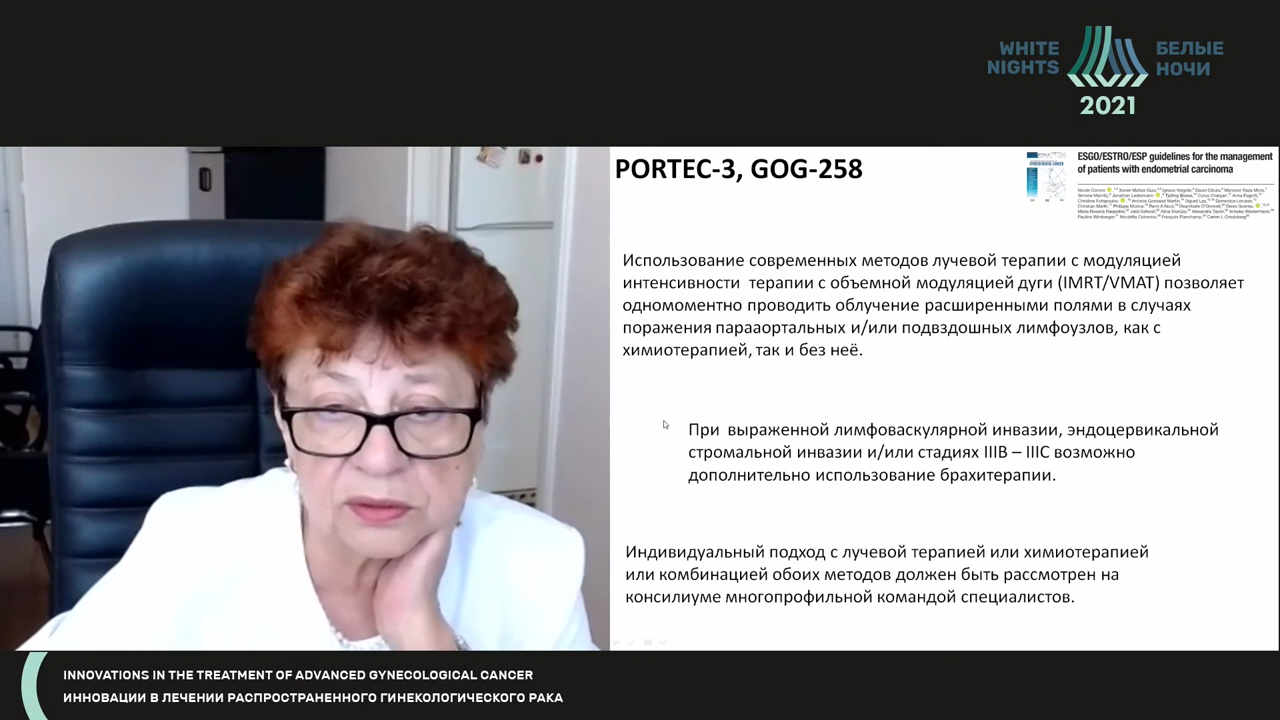 WHITE NIGHTS
БЕЛЫЕ НОЧИ
2021
PORTEC-3, GOG-258
ESGO/ESTRO/ESP guidelines for the management
of patients with endometrial carcinoma
Использование современных методов лучевой терапии с модуляцией
интенсивности терапии с объемной модуляцией дуги (IMRT/VMAT) позволяет
одномоментно проводить облучение расширенными полями в случаях
поражения парааортальных и/или подвздошных лимфоузлов, как с
химиотерапией, так и без неё.
При выраженной лимфоваскулярной инвазии, эндоцервикальной
стромальной инвазии и/или стадиях IIIB – IIIC возможно
дополнительно использование брахитерапии.
Индивидуальный подход с лучевой терапией или химиотерапией
или комбинацией обоих методов должен быть рассмотрен на
консилиуме многопрофильной командой специалистов.
INNOVATIONS IN THE TREATMENT OF ADVANCED GYNECOLOGICAL CANCER
ИННОВАЦИИ В ЛЕЧЕНИИ РАСПРОСТРАНЕННОГО ГИНЕКОЛОГИЧЕСКОГО РАКА